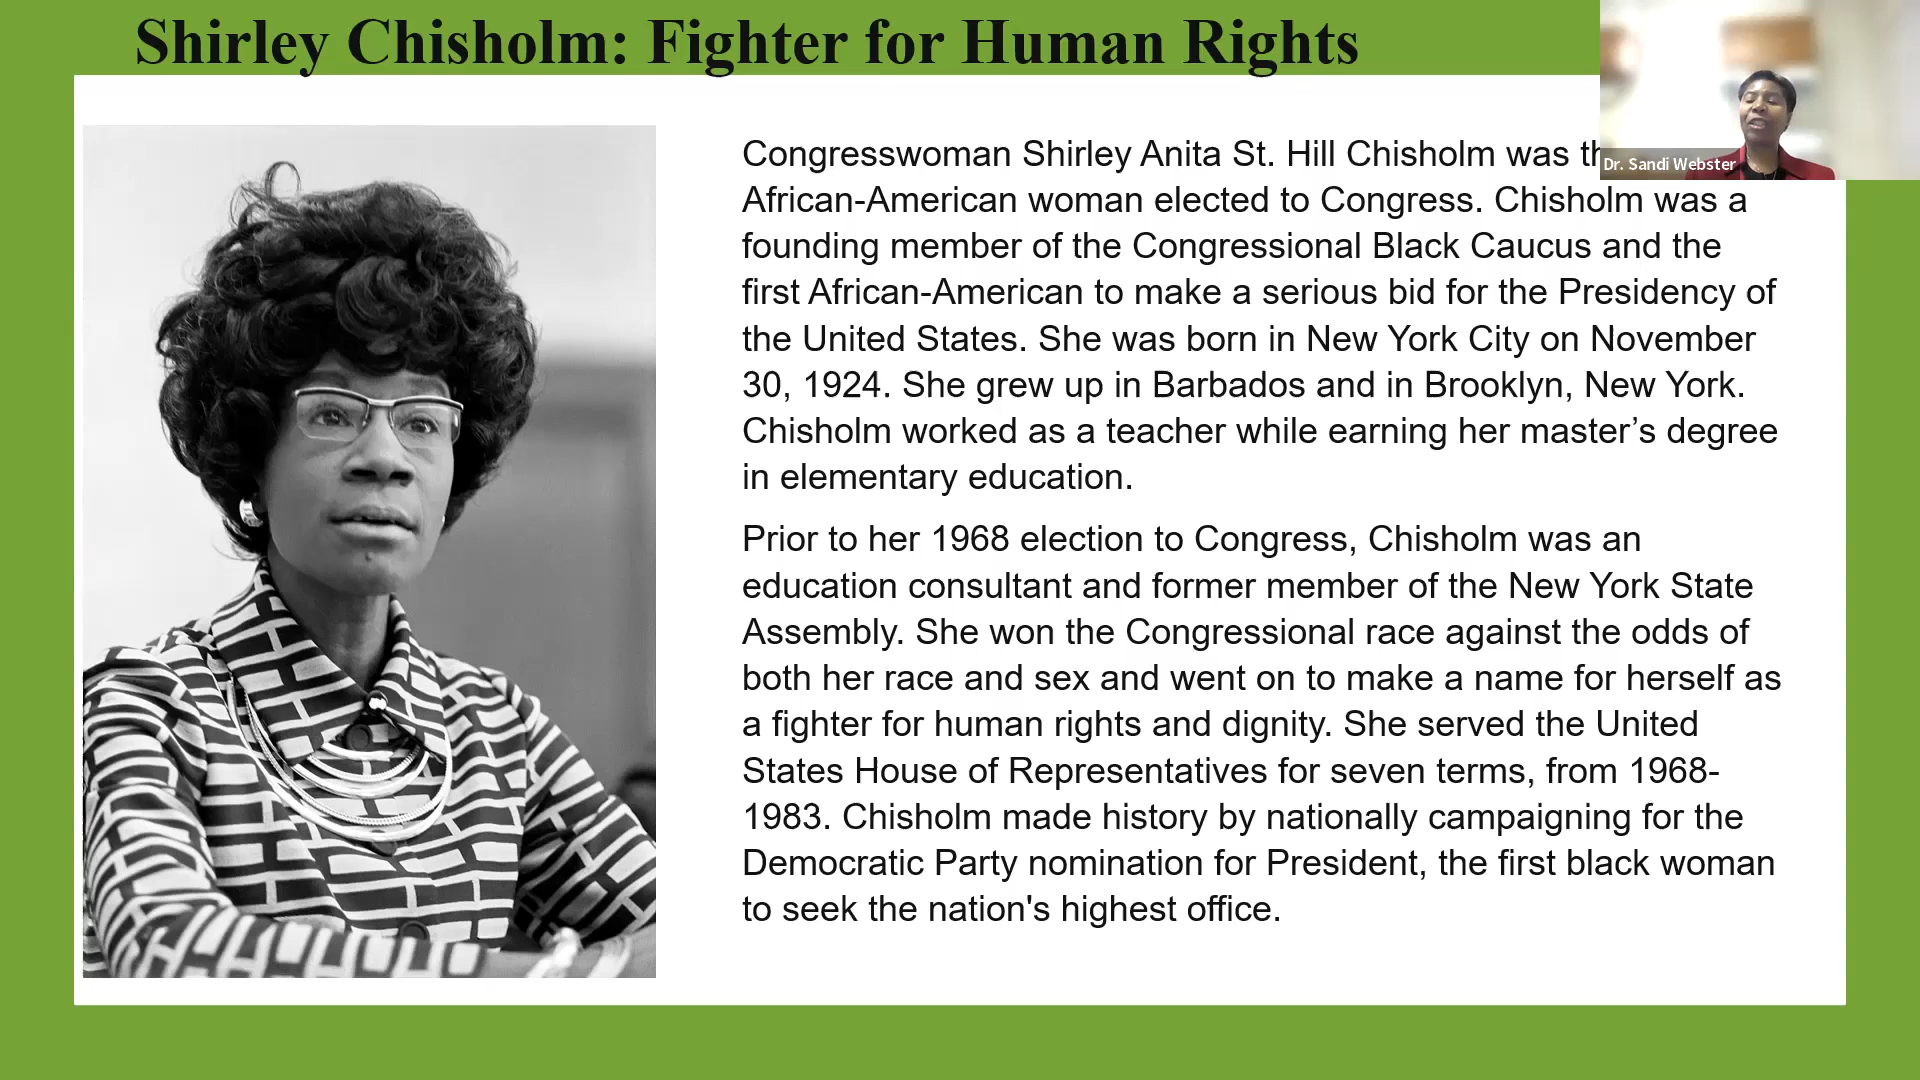 Shirley Chisholm: Fighter for Human Rights
Dr. Sandi Webster
Congresswoman Shirley Anita St. Hill Chisholm was
African-American woman elected to Congress. Chisholm was a
founding member of the Congressional Black Caucus and the
first African-American to make a serious bid for the Presidency of
the United States. She was born in New York City on November
30, 1924. She grew up in Barbados and in Brooklyn, New York.
Chisholm worked as a teacher while earning her master’s degree
in elementary education.
Prior to her 1968 election to Congress, Chisholm was an
education consultant and former member of the New York State
Assembly. She won the Congressional race against the odds of
both her race and sex and went on to make a name for herself as
a fighter for human rights and dignity. She served the United
States House of Representatives for seven terms, from 1968-
1983. Chisholm made history by nationally campaigning for the
Democratic Party nomination for President, the first black woman
to seek the nation's highest office.